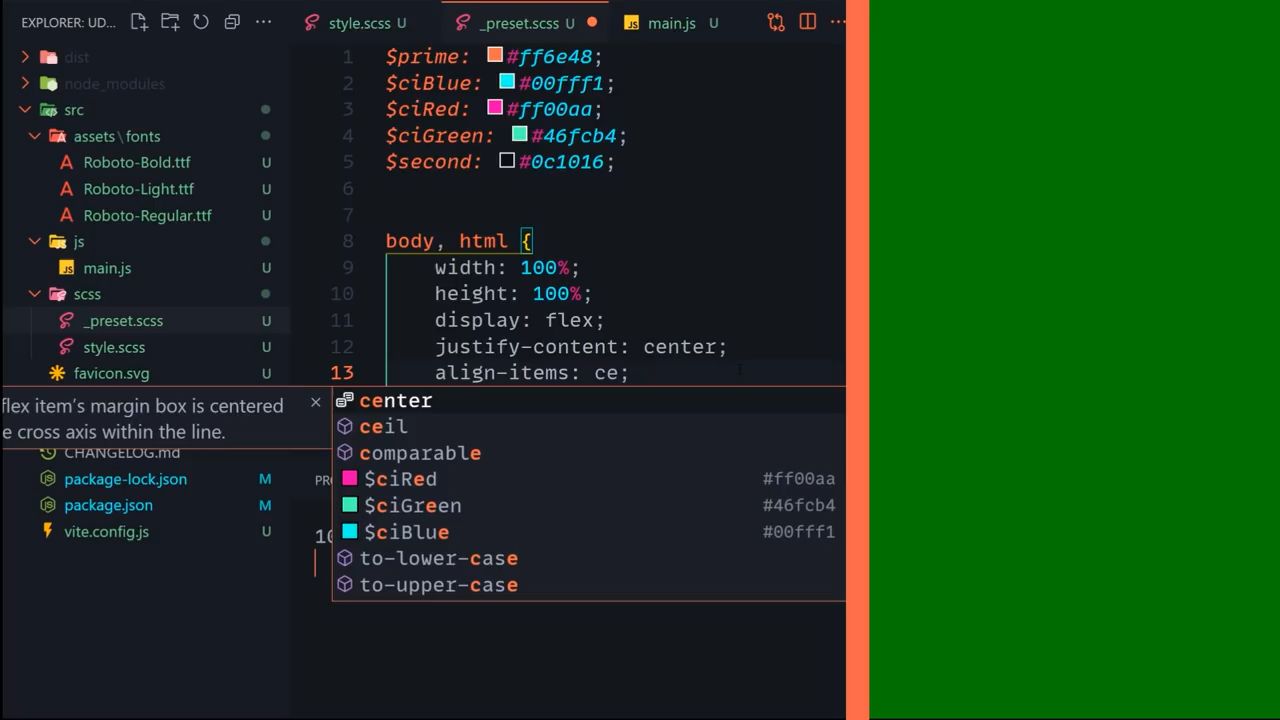 EXPLORER: UD...
dist
node_modules
src
assets\fonts
Roboto-Bold.ttf U
Roboto-Light.ttf U
Roboto-Regular.ttf U
js
main.js U
scss
_preset.scss U
style.scss U
favicon.svg U
flex item's margin box is centered
e cross axis within the line.
CHANGELOG.md
package-lock.json M
package.json M
vite.config.js U
style.scss U
_preset.scss U
main.js U
1 $prime: #ff6e48;
2 $ciBlue: #00fff1;
3 $ciRed: #ff00aa;
4 $ciGreen: #46fcb4;
5 $second: #0c1016;
6
7
8 body, html {
9 width: 100%;
10 height: 100%;
11 display: flex;
12 justify-content: center;
13 align-items: ce;
center
ceil
comparable
$ciRed #ff00aa
$ciGreen #46fcb4
$ciBlue #00fff1
to-lower-case
to-upper-case
PR
10